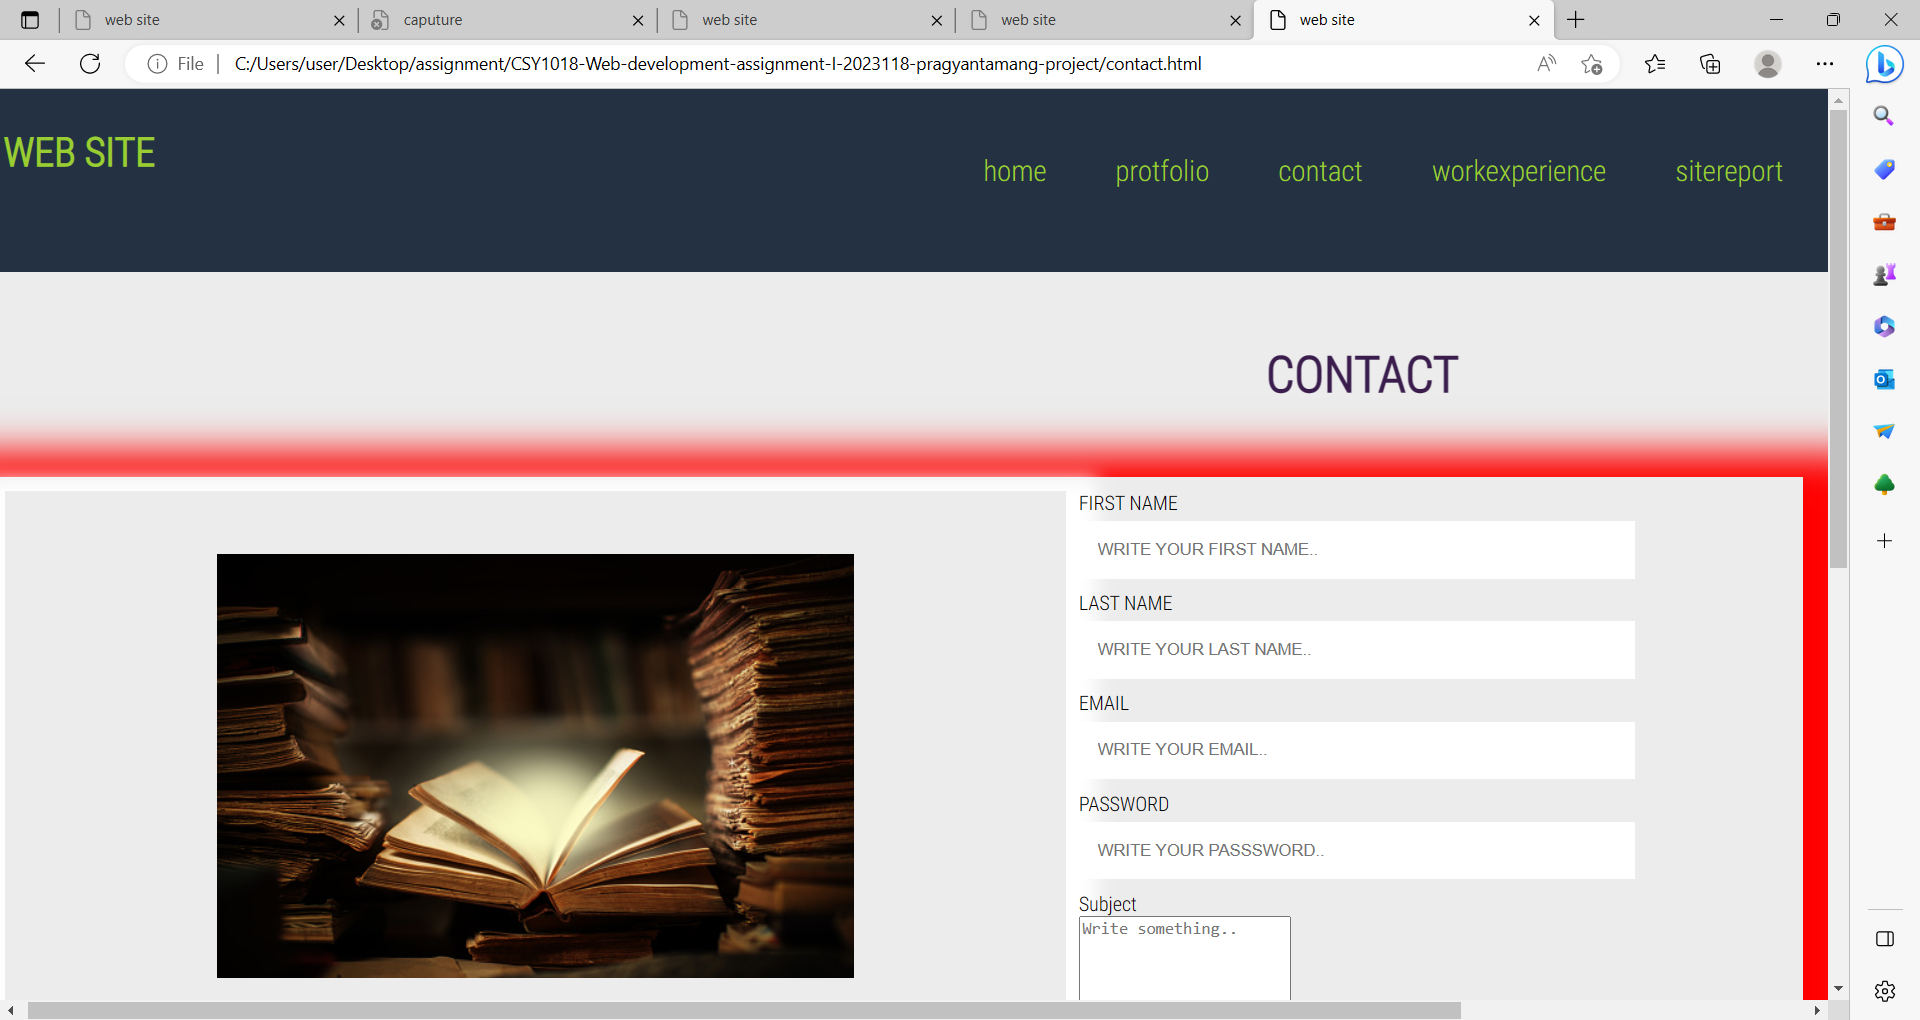 web site
caputure
web site
web site
web site
File
C:/Users/user/Desktop/assignment/CSY1018-Web-development-assignment-I-2023118-pragyantamang-project/contact.html
WEB SITE
home protfolio contact workexperience sitereport
CONTACT
FIRST NAME
WRITE YOUR FIRST NAME..
LAST NAME
WRITE YOUR LAST NAME..
EMAIL
WRITE YOUR EMAIL..
PASSWORD
WRITE YOUR PASSSWORD..
Subject
Write something..